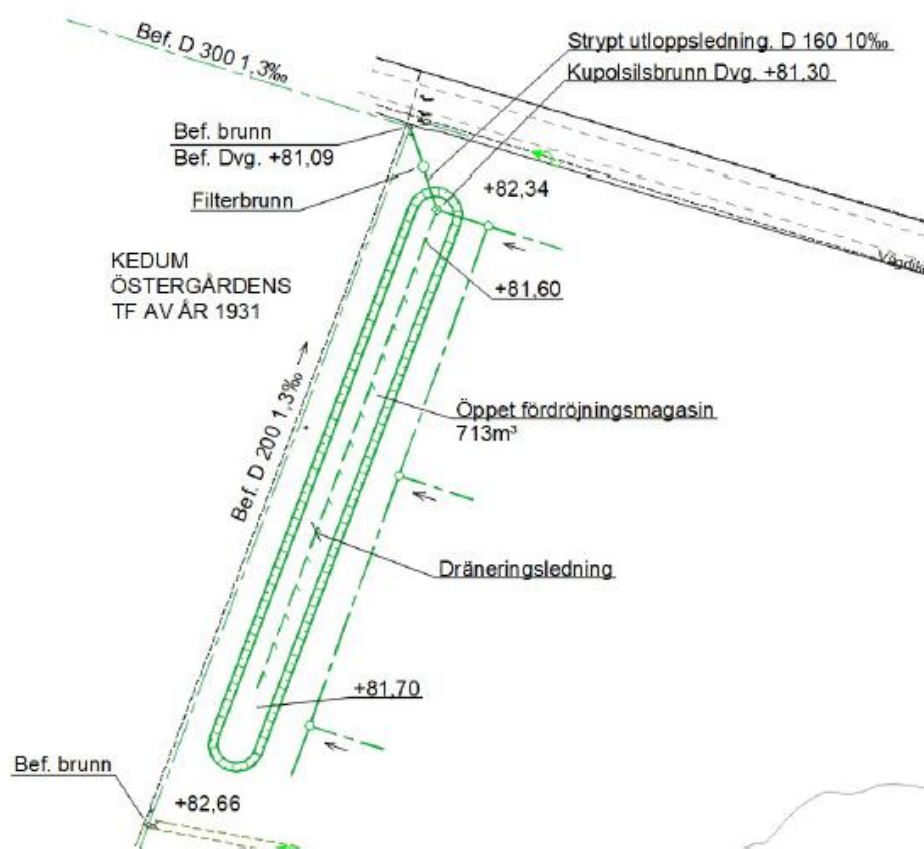 Bef. D 300 1,3‰
Strypt utloppsledning. D 160 10‰
Kupolsilsbrunn Dvg. +81,30
Bef. brunn
Bef. Dvg. +81,09
+82,34
Filterbrunn
KEDUM
ÖSTERGÅRDENS
TF AV ÅR 1931
+81,60
Öppet fördröjningsmagasin
713m³
Bef. D 200 1,3‰
Dräneringsledning
+81,70
Bef. brunn
+82,66